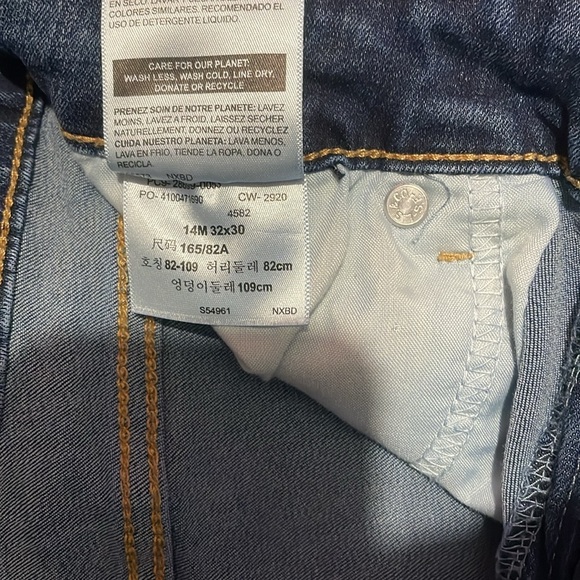 EN SECO. LAVAR Y
COLORES SIMILARES. RECOMENDADO EL
USO DE DETERGENTE LIQUIDO.
CARE FOR OUR PLANET:
WASH LESS, WASH COLD, LINE DRY,
DONATE OR RECYCLE
PRENEZ SOIN DE NOTRE PLANETE: LAVEZ
MOINS, LAVEZ A FROID, LAISSEZ SECHER
NATURELLEMENT, DONNEZ OU RECYCLEZ
CUIDA NUESTRO PLANETA: LAVA MENOS,
LAVA EN FRIO, TIENDE LA ROPA, DONA O
RECICLA.
NXBD
PO- 4100471690 CW- 2920
4582
14M 32x30
尺码 165/82A
호칭 82-109 허리둘레 82cm
엉덩이둘레 109cm
S54961 NXBD